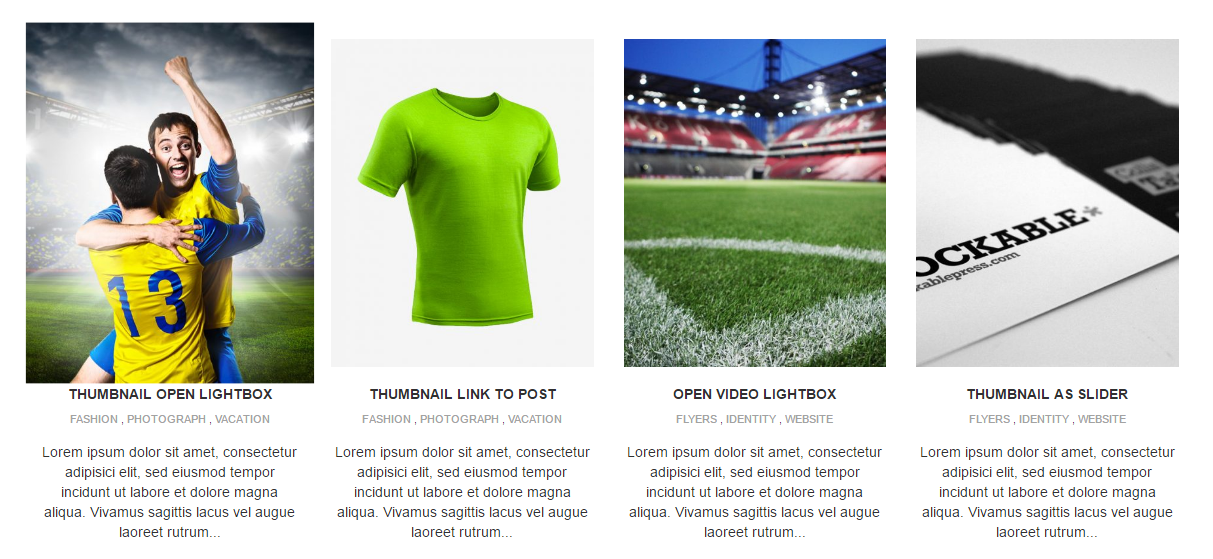 13
OCKABLE*
kablepress.com
THUMBNAIL OPEN LIGHTBOX
FASHION , PHOTOGRAPH , VACATION
Lorem ipsum dolor sit amet, consectetur
adipisici elit, sed eiusmod tempor
incidunt ut labore et dolore magna
aliqua. Vivamus sagittis lacus vel augue
laoreet rutrum...
THUMBNAIL LINK TO POST
FASHION , PHOTOGRAPH , VACATION
Lorem ipsum dolor sit amet, consectetur
adipisici elit, sed eiusmod tempor
incidunt ut labore et dolore magna
aliqua. Vivamus sagittis lacus vel augue
laoreet rutrum...
OPEN VIDEO LIGHTBOX
FLYERS , IDENTITY , WEBSITE
Lorem ipsum dolor sit amet, consectetur
adipisici elit, sed eiusmod tempor
incidunt ut labore et dolore magna
aliqua. Vivamus sagittis lacus vel augue
laoreet rutrum...
THUMBNAIL AS SLIDER
FLYERS , IDENTITY , WEBSITE
Lorem ipsum dolor sit amet, consectetur
adipisici elit, sed eiusmod tempor
incidunt ut labore et dolore magna
aliqua. Vivamus sagittis lacus vel augue
laoreet rutrum...